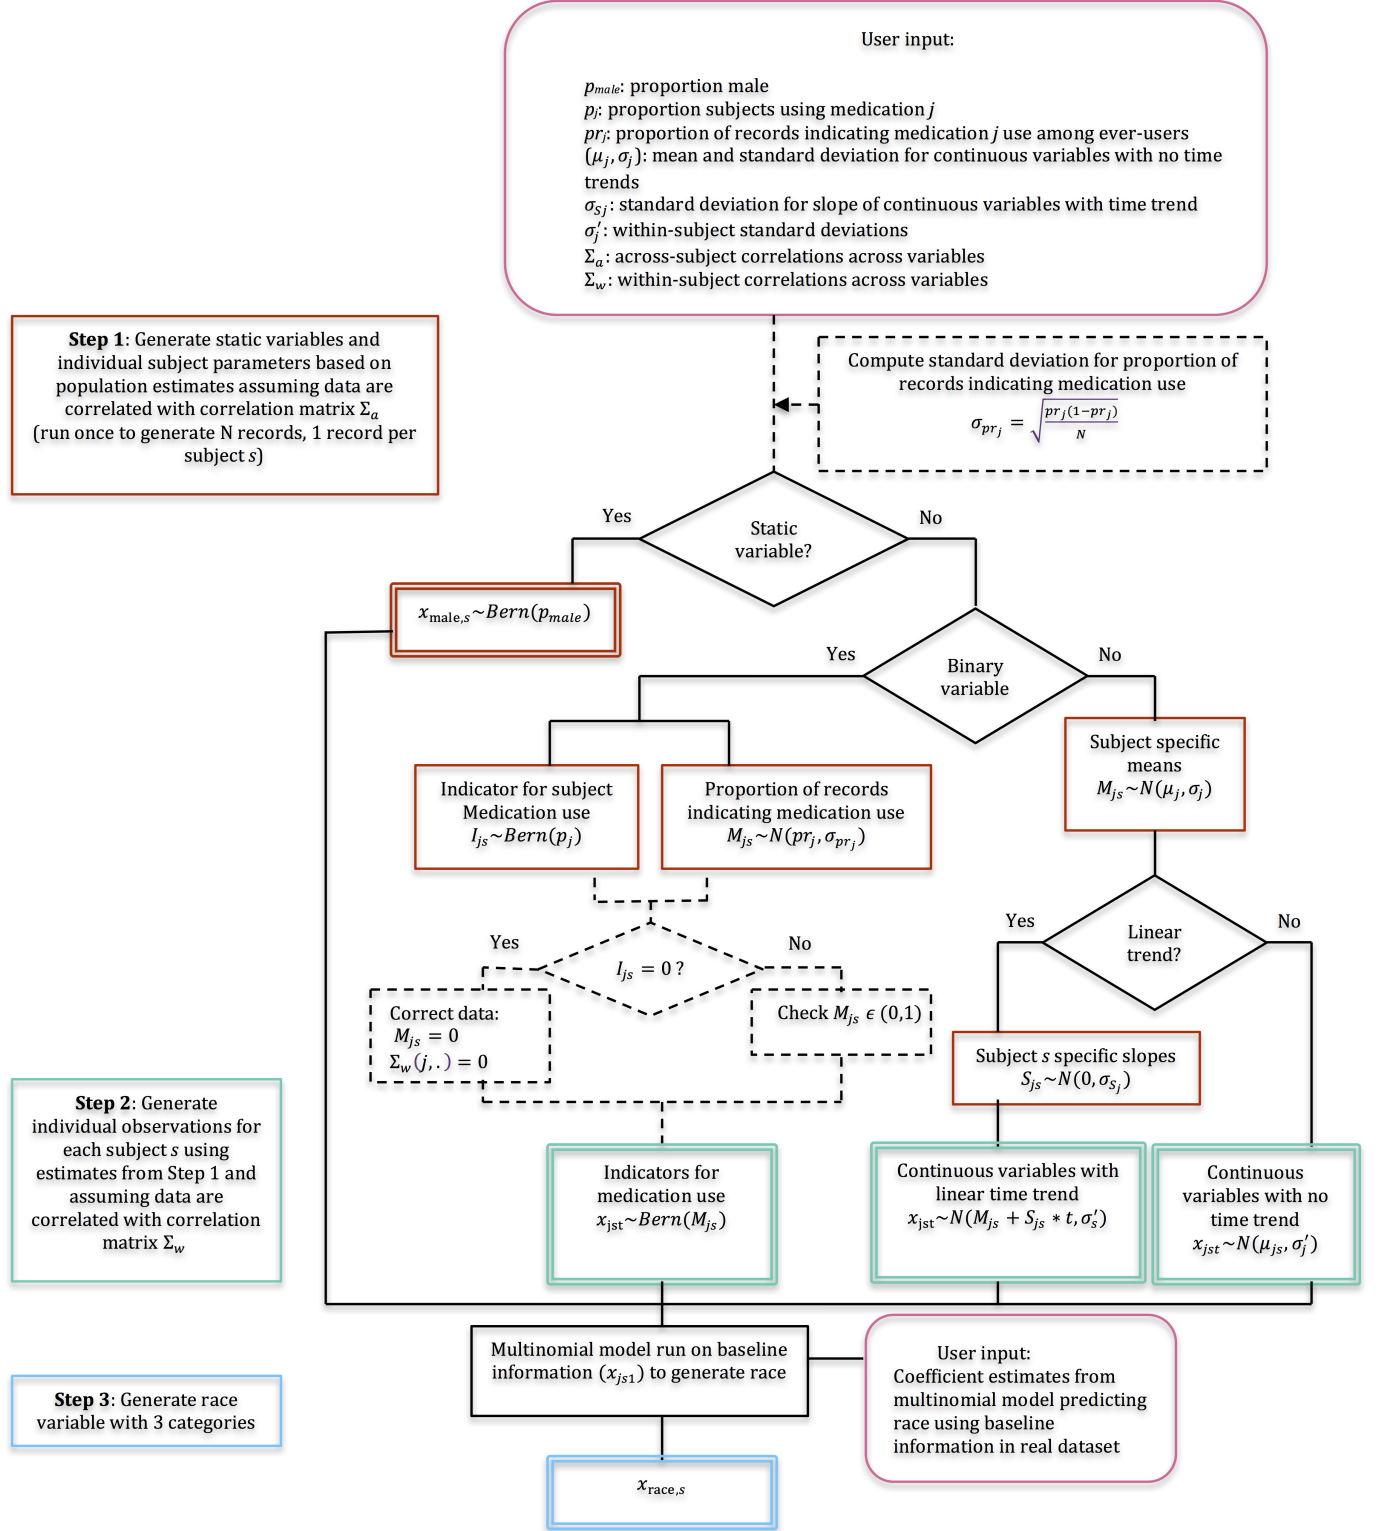 User input:
p_male: proportion male
p_j: proportion subjects using medication j
pr_j: proportion of records indicating medication j use among ever-users
(μ_j, σ_j): mean and standard deviation for continuous variables with no time
trends
σ_Sj: standard deviation for slope of continuous variables with time trend
σ′_j: within-subject standard deviations
Σ_a: across-subject correlations across variables
Σ_w: within-subject correlations across variables
Step 1: Generate static variables and
individual subject parameters based on
population estimates assuming data are
correlated with correlation matrix Σ_a
(run once to generate N records, 1 record per
subject s)
Compute standard deviation for proportion of
records indicating medication use
σ_pr_j = √(pr_j(1−pr_j)/N)
Yes
Static
variable?
No
x_male,s~Bern(p_male)
Yes
Binary
variable
No
Subject specific
means
M_js~N(μ_j, σ_j)
Indicator for subject
Medication use
I_js~Bern(p_j)
Proportion of records
indicating medication use
M_js~N(pr_j, σ_pr_j)
Yes
I_js = 0 ?
No
Yes
Linear
trend?
No
Correct data:
M_js = 0
Σ_w(j, . ) = 0
Check M_js ϵ (0,1)
Subject s specific slopes
S_js~N(0, σ_S_j)
Step 2: Generate
individual observations for
each subject s using
estimates from Step 1 and
assuming data are
correlated with correlation
matrix Σ_w
Indicators for
medication use
x_jst~Bern(M_js)
Continuous variables with
linear time trend
x_jst~N(M_js + S_js * t, σ′_s)
Continuous
variables with no
time trend
x_jst~N(μ_js, σ′_j)
Multinomial model run on baseline
information (x_js1) to generate race
User input:
Coefficient estimates from
multinomial model predicting
race using baseline
information in real dataset
Step 3: Generate race
variable with 3 categories
x_race,s